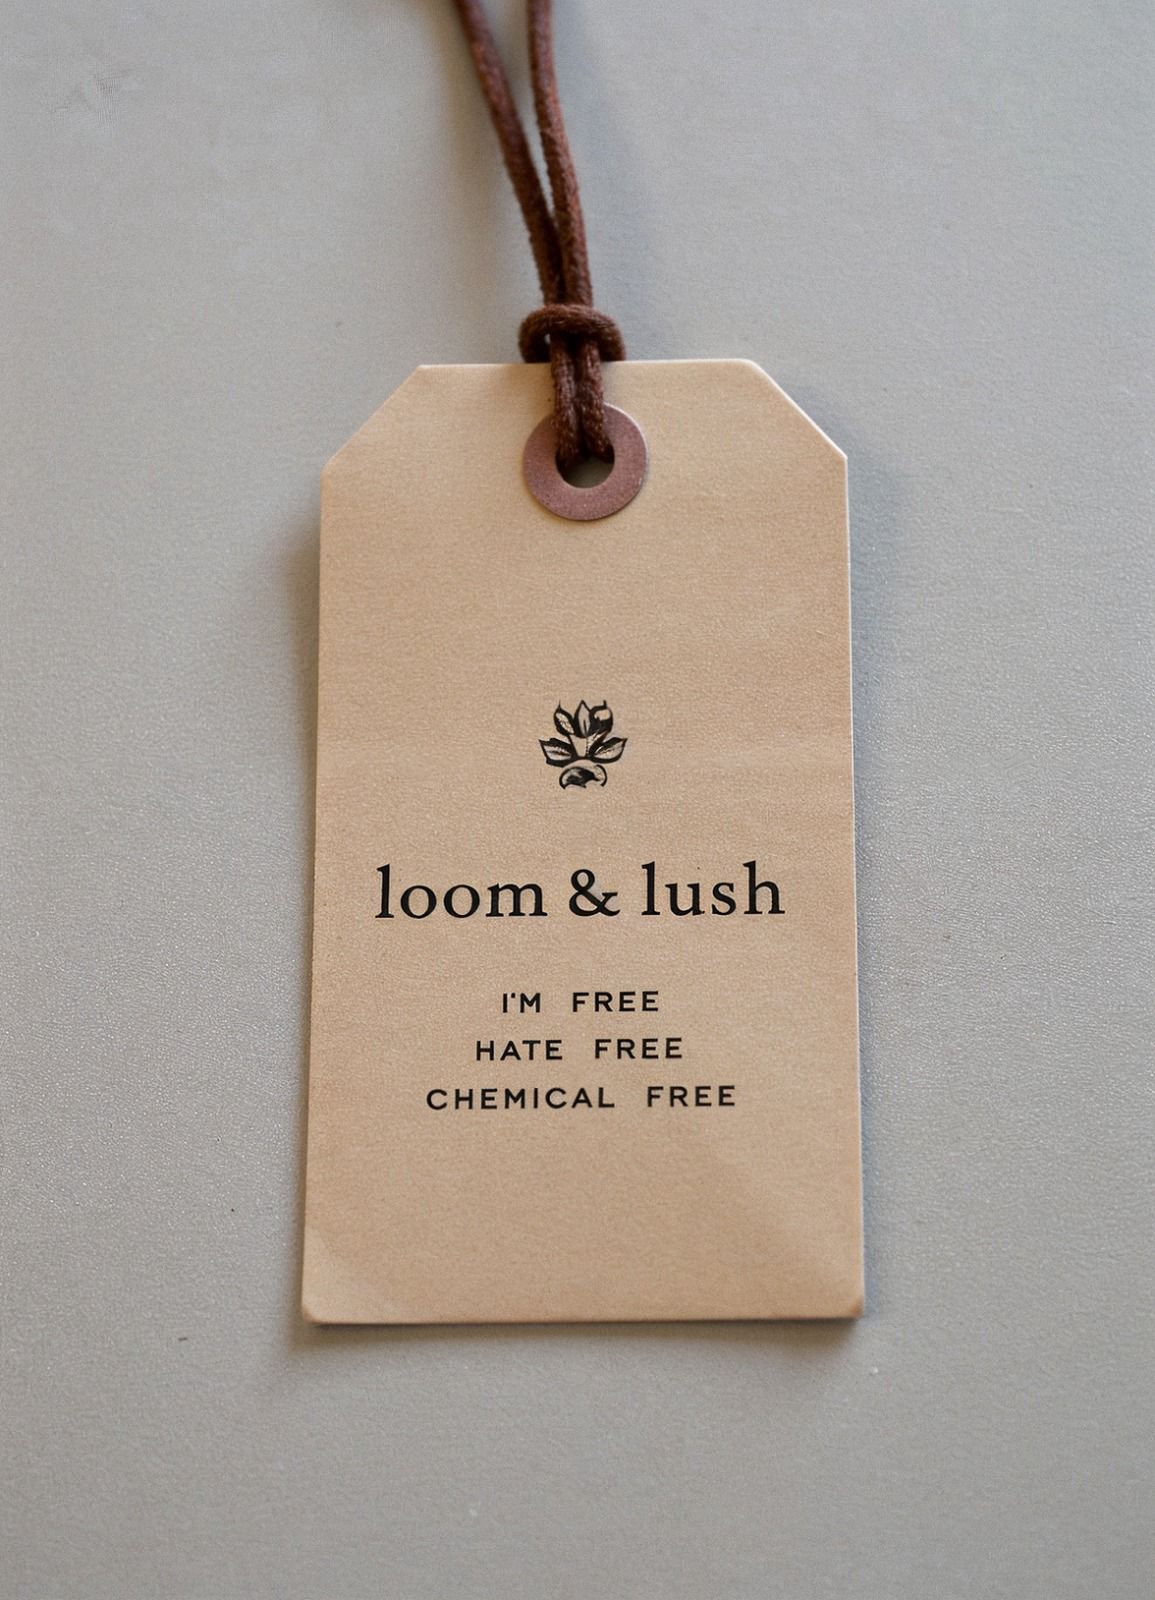 loom & lush
I'M FREE
HATE FREE
CHEMICAL FREE